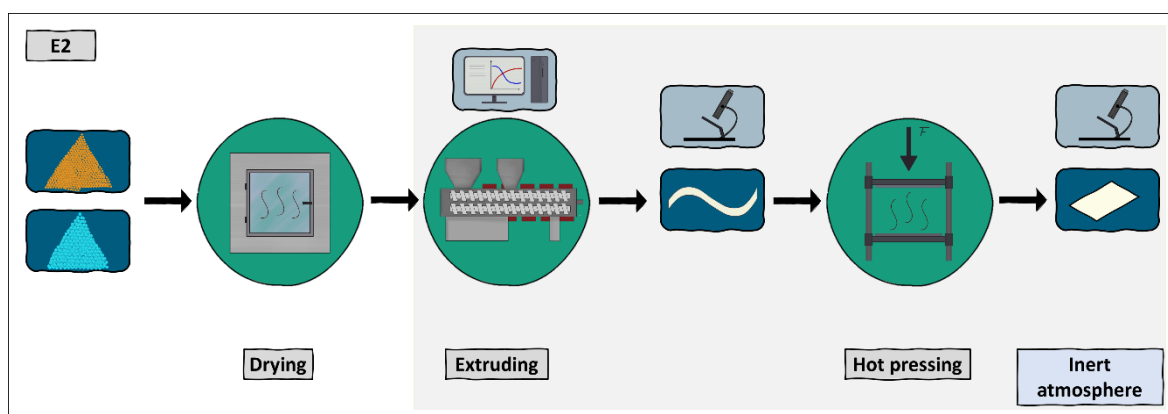 E2
F
Drying
Extruding
Hot pressing
Inert
atmosphere